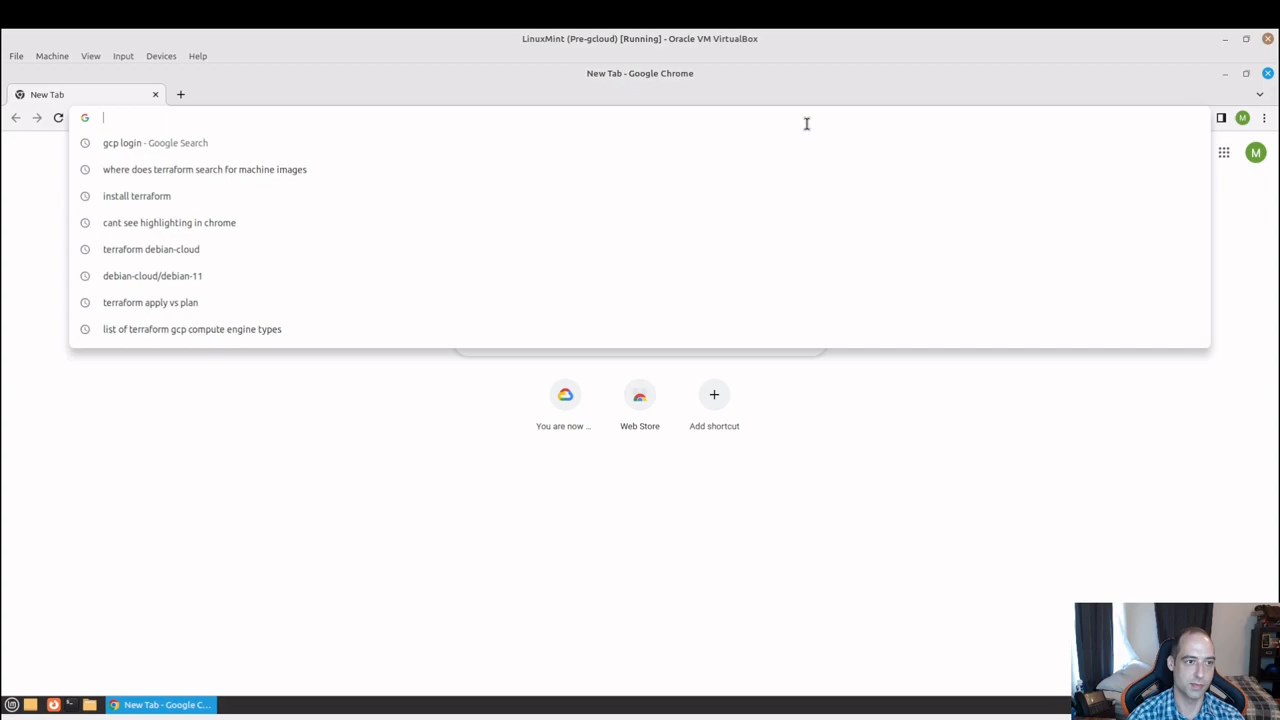 LinuxMint (Pre-gcloud) [Running] - Oracle VM VirtualBox
File Machine View Input Devices Help
New Tab - Google Chrome
New Tab
M
gcp login - Google Search
where does terraform search for machine images
M
install terraform
cant see highlighting in chrome
terraform debian-cloud
debian-cloud/debian-11
terraform apply vs plan
list of terraform gcp compute engine types
You are now ... Web Store Add shortcut
New Tab - Google C...